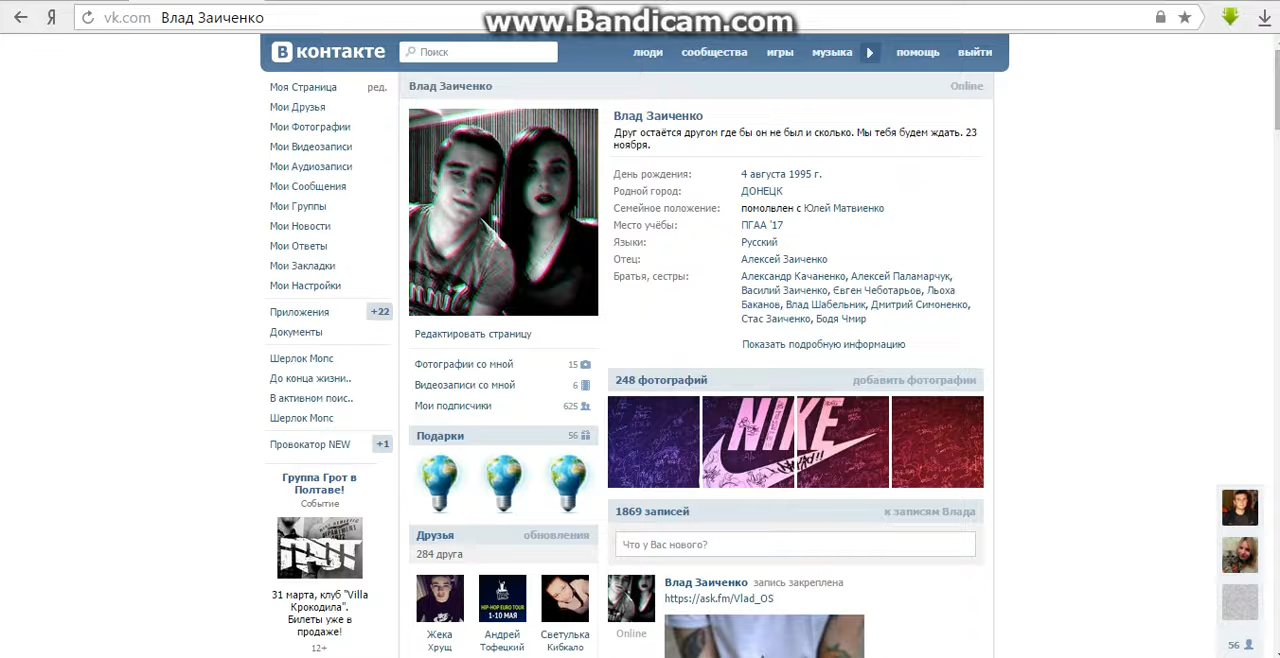 vk.com Влад Заиченко
www.Bandicam.com
В контакте
Поиск
люди сообщества игры музыка помощь выйти
Моя Страница ред.
Мои Друзья
Мои Фотографии
Мои Видеозаписи
Мои Аудиозаписи
Мои Сообщения
Мои Группы
Мои Новости
Мои Ответы
Мои Закладки
Мои Настройки
Приложения +22
Документы
Шерлок Мопс
До конца жизни..
В активном поис..
Шерлок Мопс
Провокатор NEW +1
Группа Грот в
Полтаве!
Событие
ГРОТ
31 марта, клуб "Villa
Крокодила".
Билеты уже в
продаже!
12+
Влад Заиченко Online
Редактировать страницу
Фотографии со мной 15
Видеозаписи со мной 6
Мои подписчики 625
Подарки 56
Друзья обновления
284 друга
HIP-HOP EURO TOUR
1-10 МАЯ
Жека
Хрущ
Андрей
Тофецкий
Светулька
Кибкало
Влад Заиченко
Друг остаётся другом где бы он не был и сколько. Мы тебя будем ждать. 23
ноября.
День рождения: 4 августа 1995 г.
Родной город: ДОНЕЦК
Семейное положение: помолвлен с Юлей Матвиенко
Место учёбы: ПГАА '17
Языки: Русский
Отец: Алексей Заиченко
Братья, сестры: Александр Качаненко, Алексей Паламарчук,
Василий Заиченко, Євген Чеботарьов, Льоха
Баканов, Влад Шабельник, Дмитрий Симоненко,
Стас Заиченко, Бодя Чмир
Показать подробную информацию
248 фотографий добавить фотографии
NIKE
1869 записей к записям Влада
Что у Вас нового?
Влад Заиченко запись закреплена
https://ask.fm/Vlad_OS
Online
56